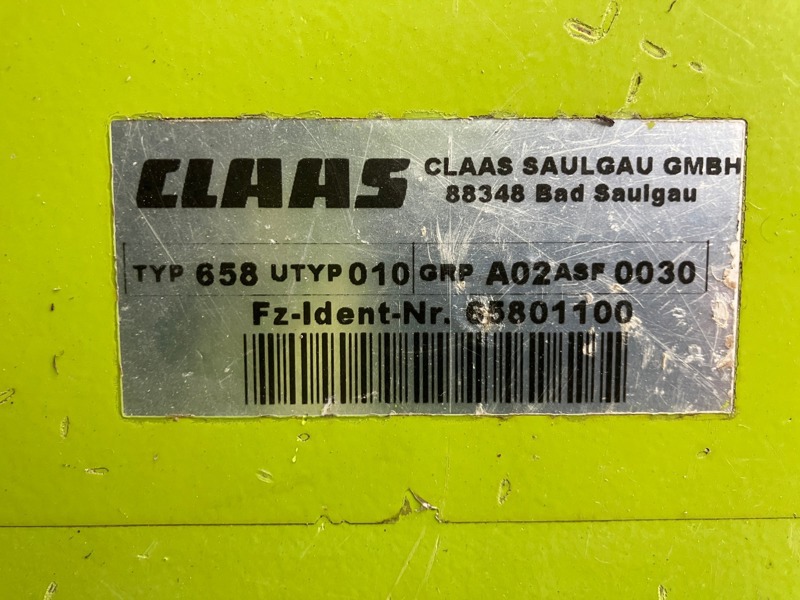 CLAAS
CLAAS SAULGAU GMBH
88348 Bad Saulgau
TYP 658 UTYP 010 GRP A02 ASF 0030
Fz-Ident-Nr. 65801100